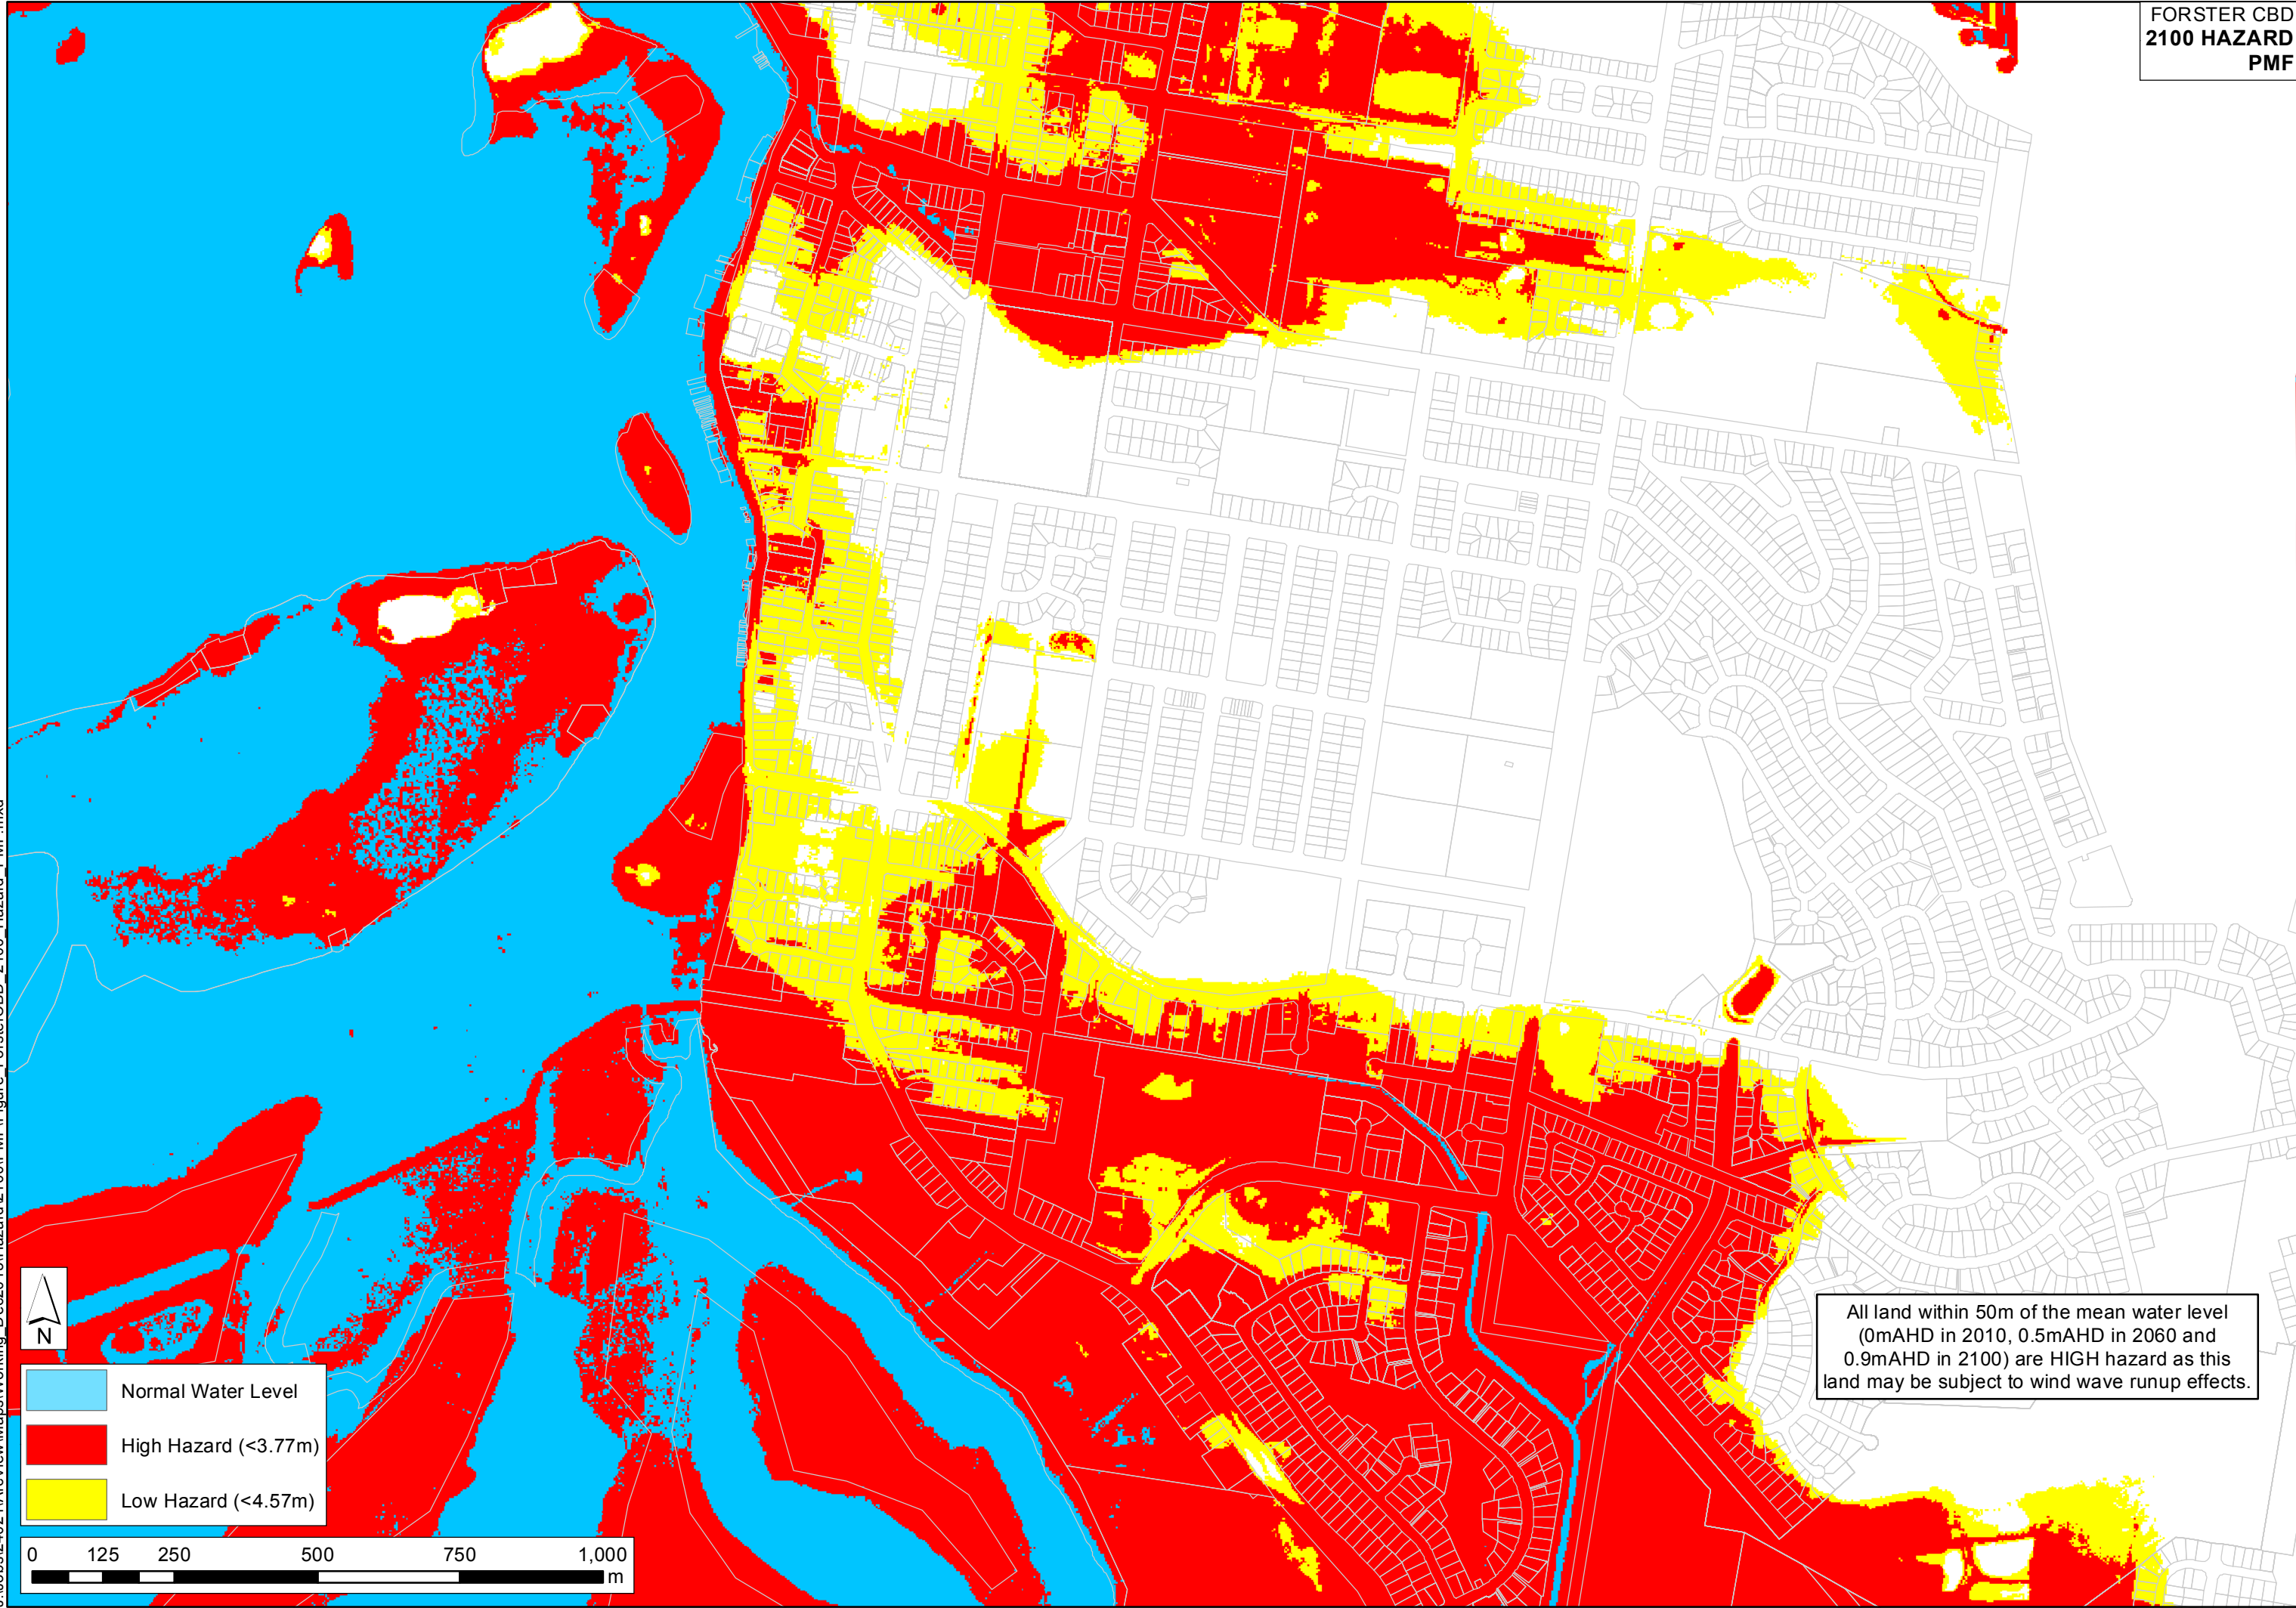 FORSTER CBD
2100 HAZARD
PMF
All land within 50m of the mean water level
(0mAHD in 2010, 0.5mAHD in 2060 and
0.9mAHD in 2100) are HIGH hazard as this
land may be subject to wind wave runup effects.
N
Normal Water Level
High Hazard (<3.77m)
Low Hazard (<4.57m)
0 125 250 500 750 1,000
m